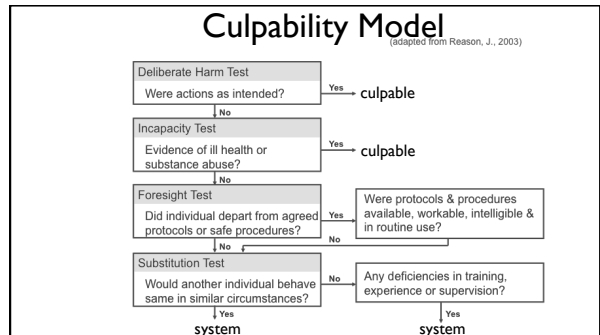 Culpability Model
(adapted from Reason, J., 2003)
Deliberate Harm Test
Were actions as intended?
Yes
culpable
No
Incapacity Test
Evidence of ill health or
substance abuse?
Yes
culpable
No
Foresight Test
Did individual depart from agreed
protocols or safe procedures?
Yes
Were protocols & procedures
available, workable, intelligible &
in routine use?
No
No
Substitution Test
Would another individual behave
same in similar circumstances?
No
Any deficiencies in training,
experience or supervision?
Yes
system
Yes
system